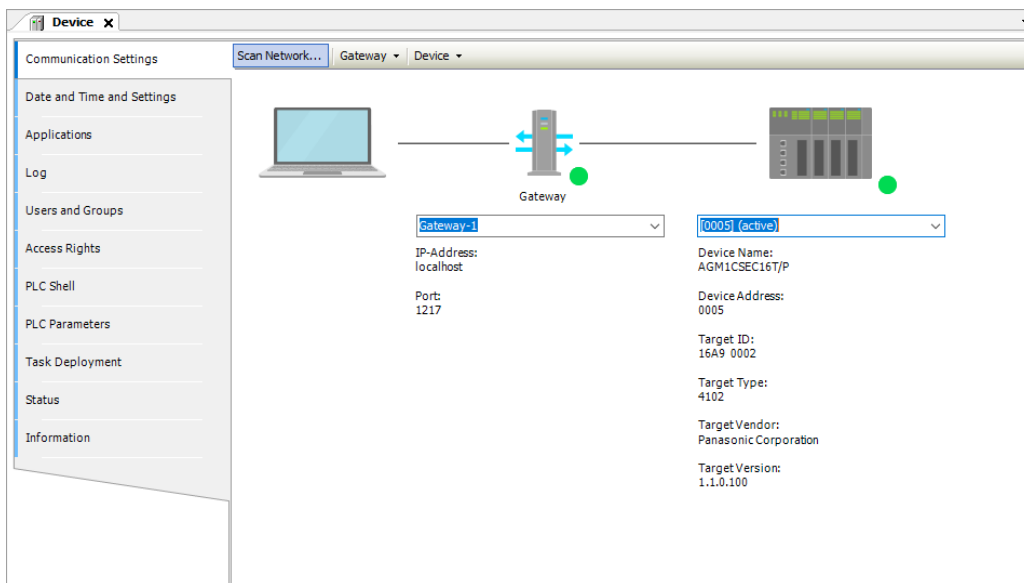 Device
Communication Settings
Date and Time and Settings
Applications
Log
Users and Groups
Access Rights
PLC Shell
PLC Parameters
Task Deployment
Status
Information
Scan Network... Gateway Device
Gateway
Gateway-1
IP-Address:
localhost
Port:
1217
[0005] (active)
Device Name:
AGM1CSEC16T/P
Device Address:
0005
Target ID:
16A9 0002
Target Type:
4102
Target Vendor:
Panasonic Corporation
Target Version:
1.1.0.100